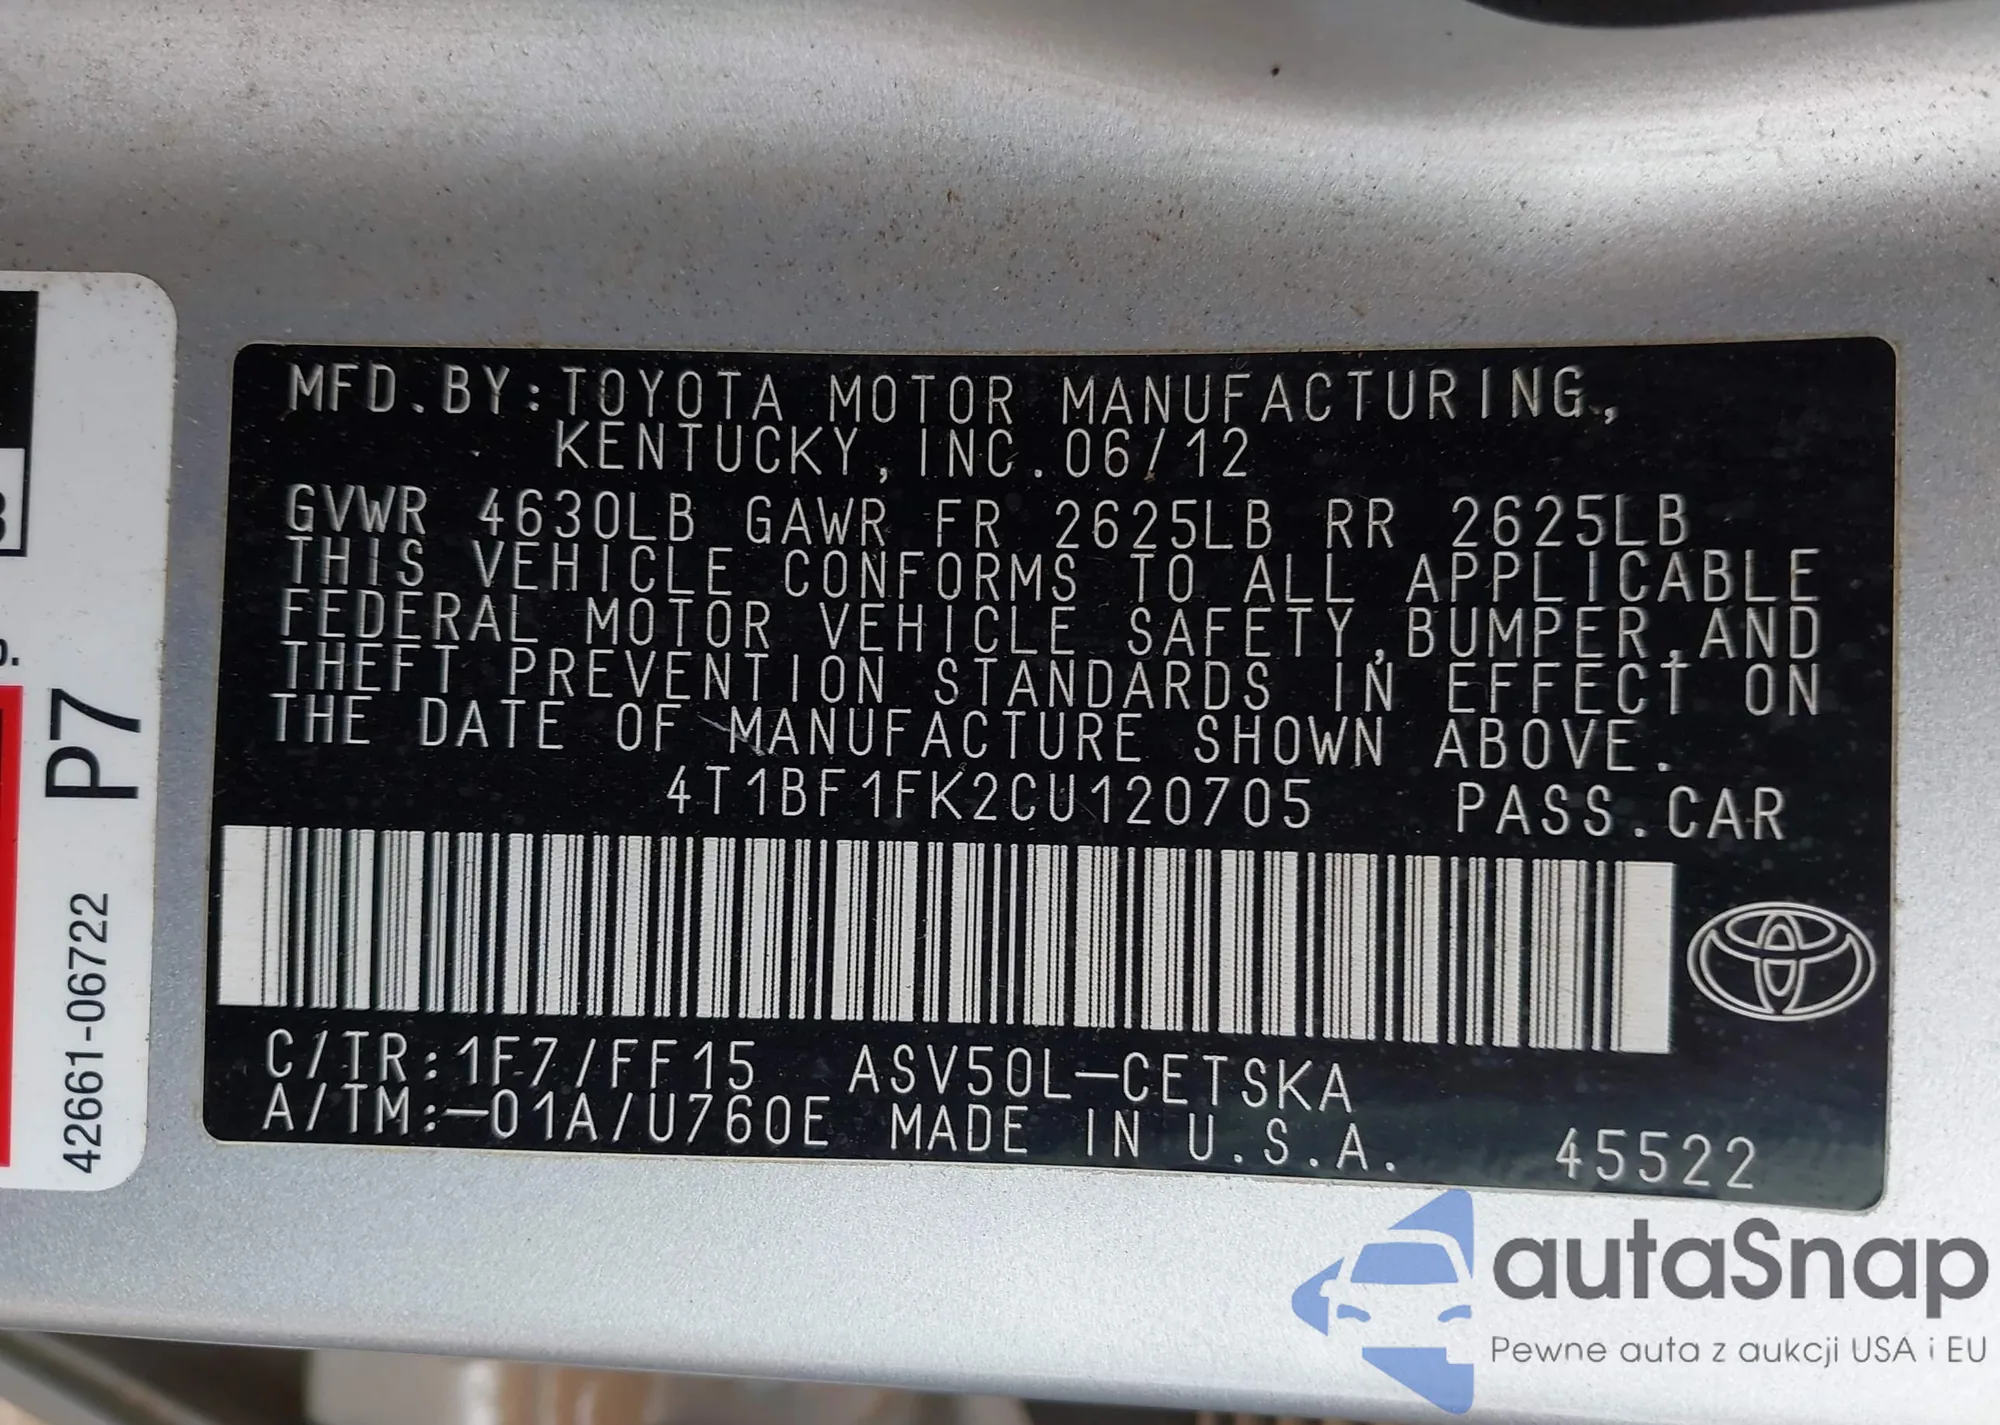 MFD.BY:TOYOTA MOTOR MANUFACTURING,
KENTUCKY,INC.06/12
GVWR 4630LB GAWR FR 2625LB RR 2625LB
THIS VEHICLE CONFORMS TO ALL APPLICABLE
FEDERAL MOTOR VEHICLE SAFETY,BUMPER,AND
THEFT PREVENTION STANDARDS IN EFFECT ON
THE DATE OF MANUFACTURE SHOWN ABOVE.
4T1BF1FK2CU120705 PASS.CAR
C/TR:1F7/FF15 ASV50L-CETSKA
A/TM:-01A/U760E MADE IN U.S.A. 45522
P7
42661-06722
autaSnap
Pewne auta z aukcji USA i EU